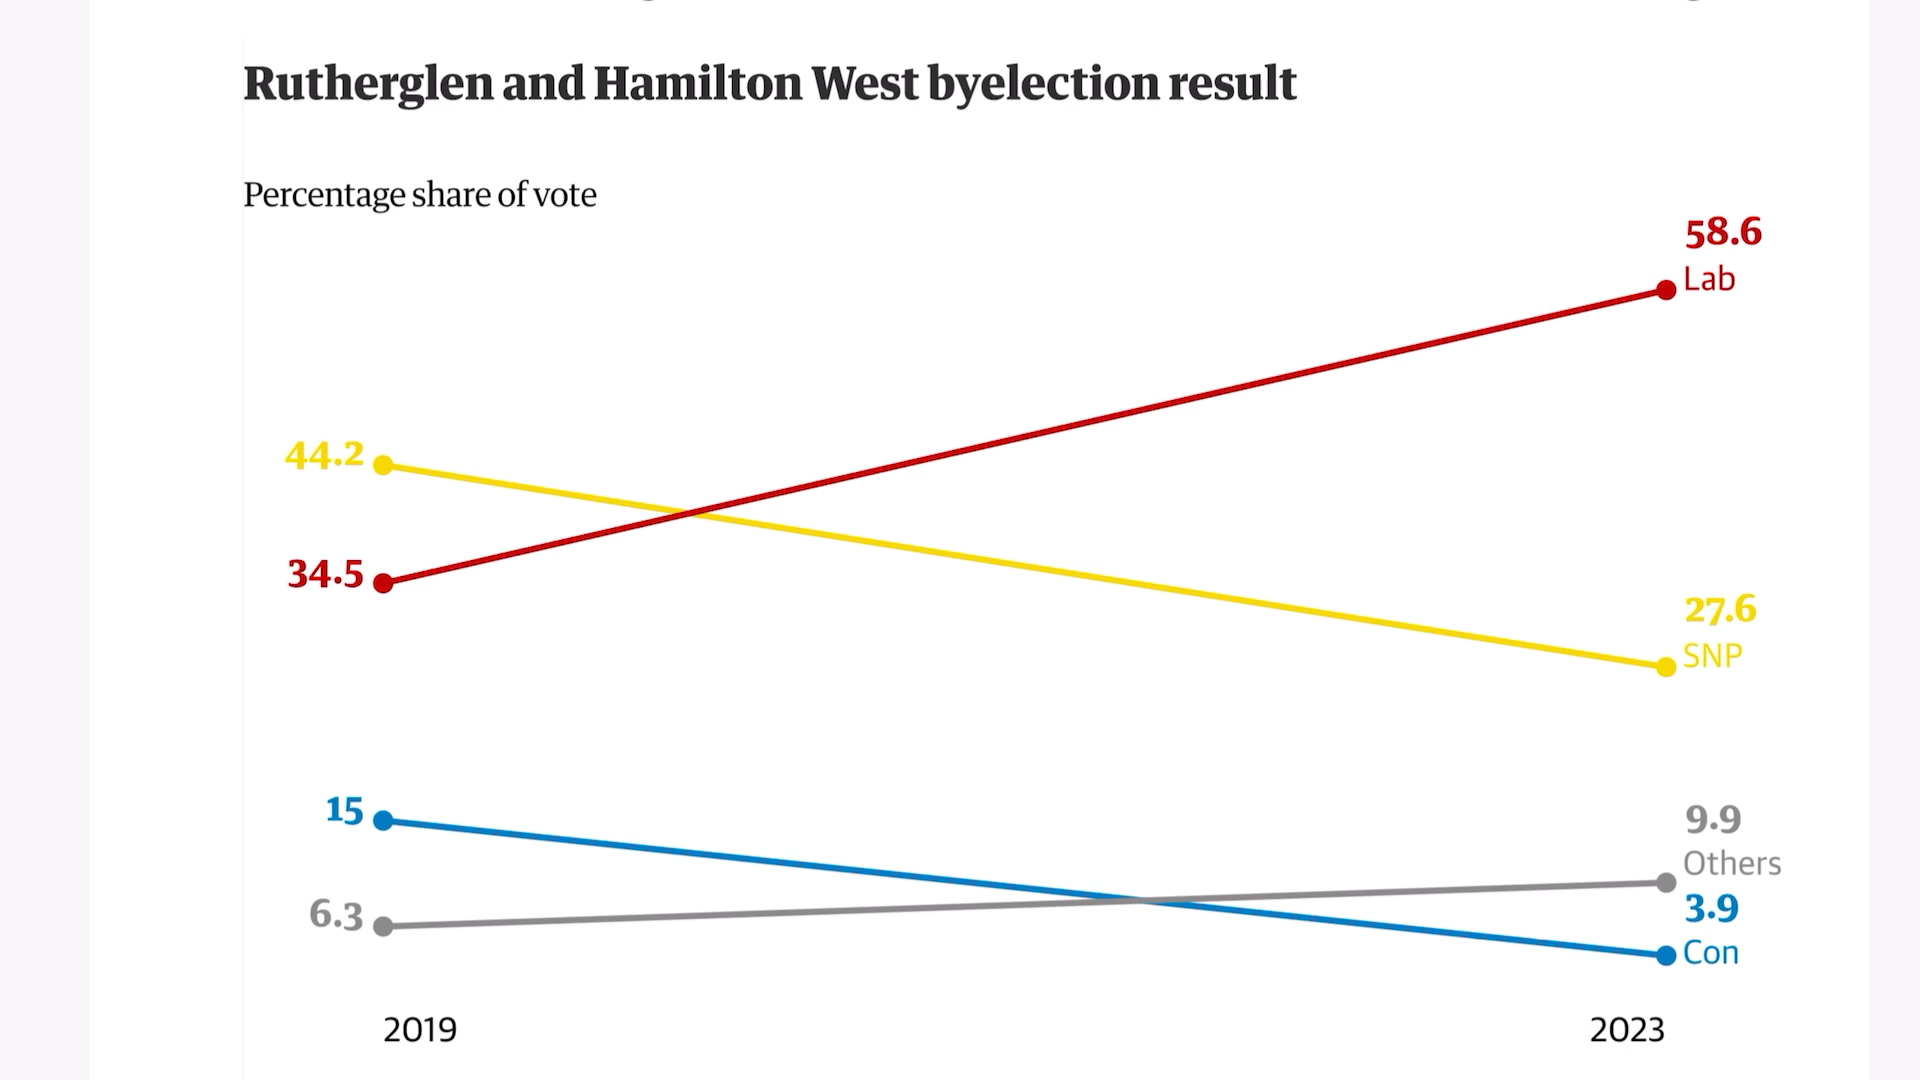 Rutherglen and Hamilton West byelection result
Percentage share of vote
58.6
Lab
44.2
34.5
27.6
SNP
15
9.9
Others
6.3
3.9
Con
2019
2023